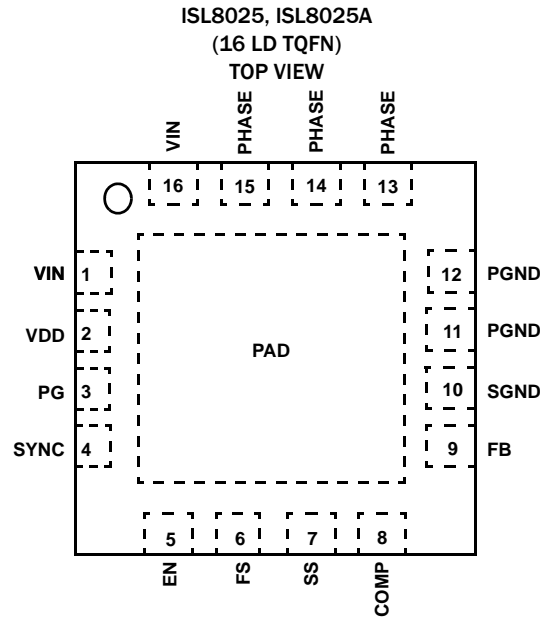 ISL8025, ISL8025A
(16 LD TQFN)
TOP VIEW
VIN
PHASE
PHASE
PHASE
16 15 14 13
VIN 1
VDD 2
PG 3
SYNC 4
PAD
12 PGND
11 PGND
10 SGND
9 FB
5 6 7 8
EN
FS
SS
COMP